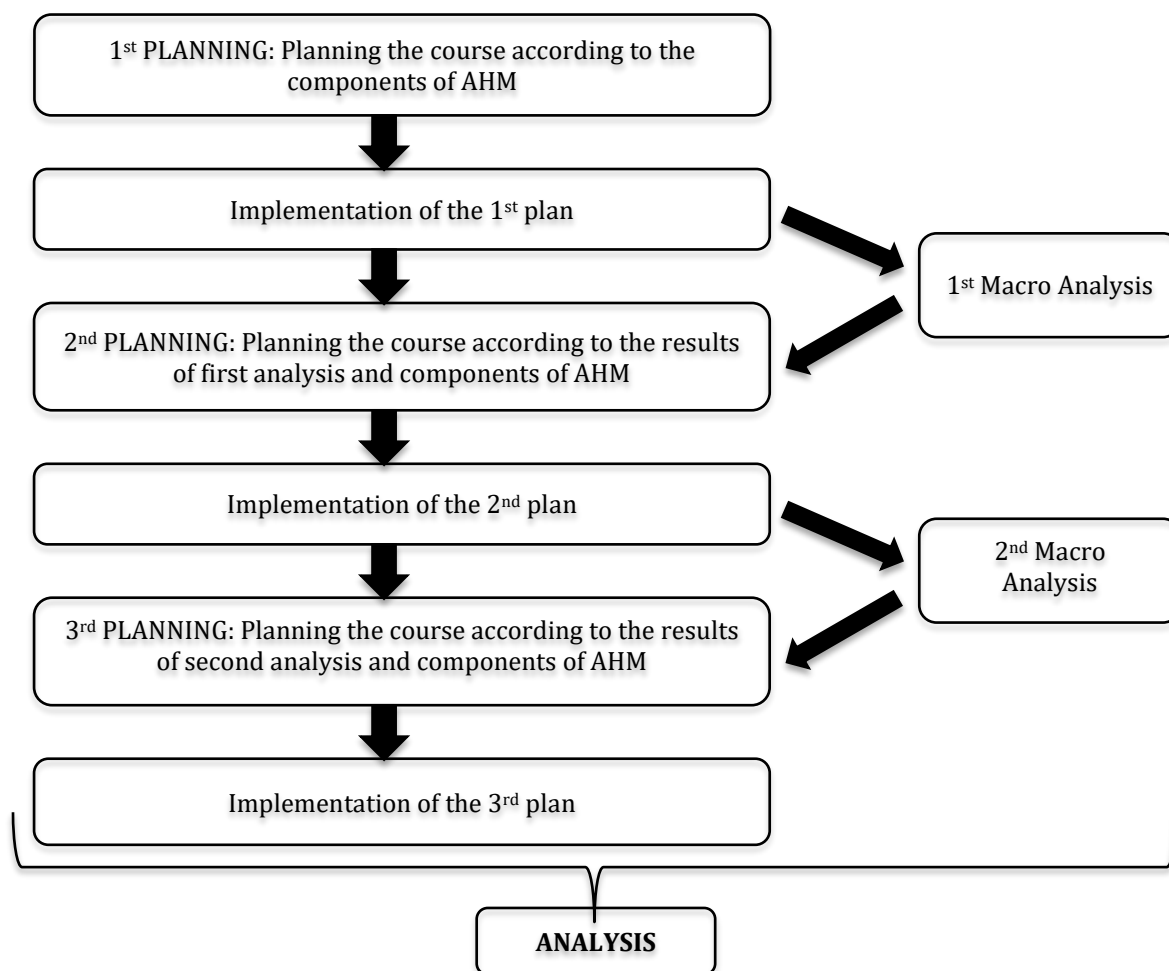 1st PLANNING: Planning the course according to the
components of AHM
Implementation of the 1st plan
1st Macro Analysis
2nd PLANNING: Planning the course according to the results
of first analysis and components of AHM
Implementation of the 2nd plan
2nd Macro
Analysis
3rd PLANNING: Planning the course according to the results
of second analysis and components of AHM
Implementation of the 3rd plan
ANALYSIS